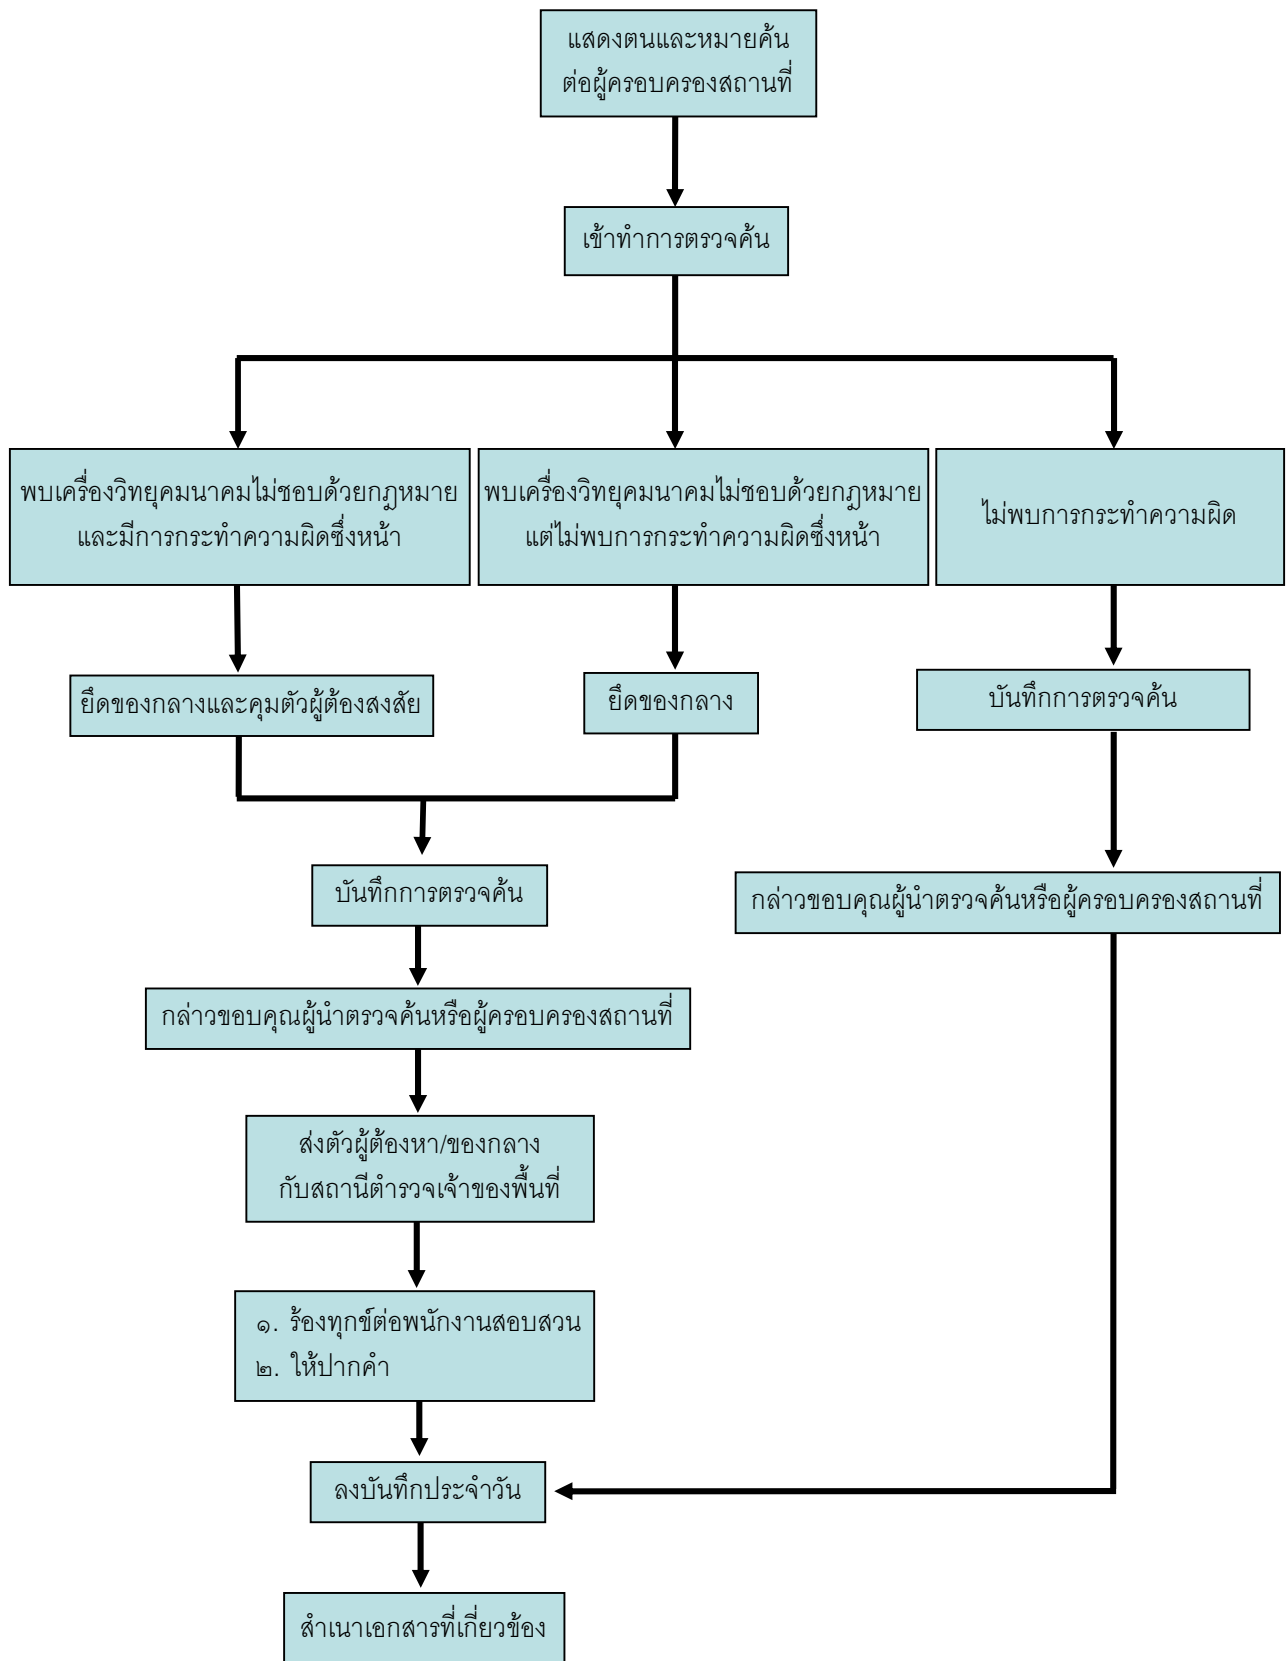 แสดงตนและหมายค้น
ต่อผู้ครอบครองสถานที่
เข้าทำการตรวจค้น
พบเครื่องวิทยุคมนาคมไม่ชอบด้วยกฎหมาย
และมีการกระทำความผิดซึ่งหน้า
พบเครื่องวิทยุคมนาคมไม่ชอบด้วยกฎหมาย
แต่ไม่พบการกระทำความผิดซึ่งหน้า
ไม่พบการกระทำความผิด
ยึดของกลางและคุมตัวผู้ต้องสงสัย
ยึดของกลาง
บันทึกการตรวจค้น
บันทึกการตรวจค้น
กล่าวขอบคุณผู้นำตรวจค้นหรือผู้ครอบครองสถานที่
กล่าวขอบคุณผู้นำตรวจค้นหรือผู้ครอบครองสถานที่
ส่งตัวผู้ต้องหา/ของกลาง
กับสถานีตำรวจเจ้าของพื้นที่
๑. ร้องทุกข์ต่อพนักงานสอบสวน
๒. ให้ปากคำ
ลงบันทึกประจำวัน
สำเนาเอกสารที่เกี่ยวข้อง